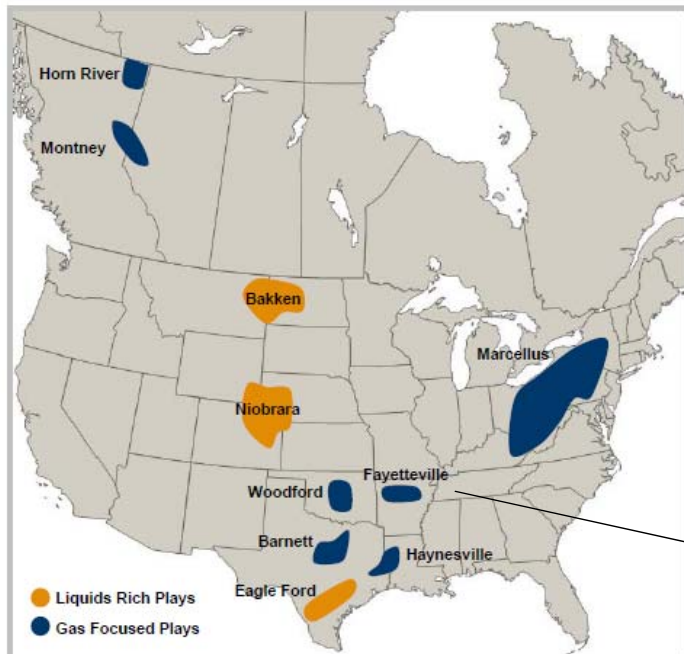 Horn River
Montney
Bakken
Marcellus
Niobrara
Fayetteville
Woodford
Barnett
Haynesville
Eagle Ford
Liquids Rich Plays
Gas Focused Plays